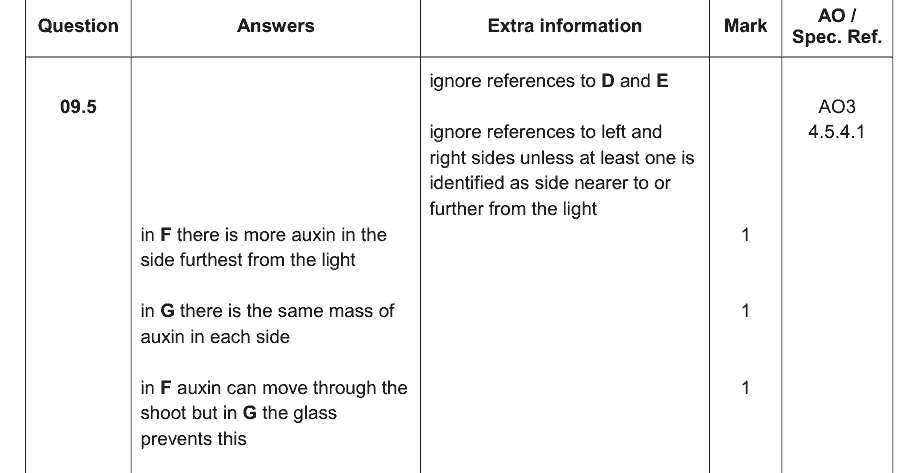 Question
Answers
Extra information
Mark
AO /
Spec. Ref.
ignore references to D and E
09.5
AO3
ignore references to left and
4.5.4.1
right sides unless at least one is
identified as side nearer to or
further from the light
in F there is more auxin in the
1
side furthest from the light
in G there is the same mass of
1
auxin in each side
in F auxin can move through the
1
shoot but in G the glass
prevents this